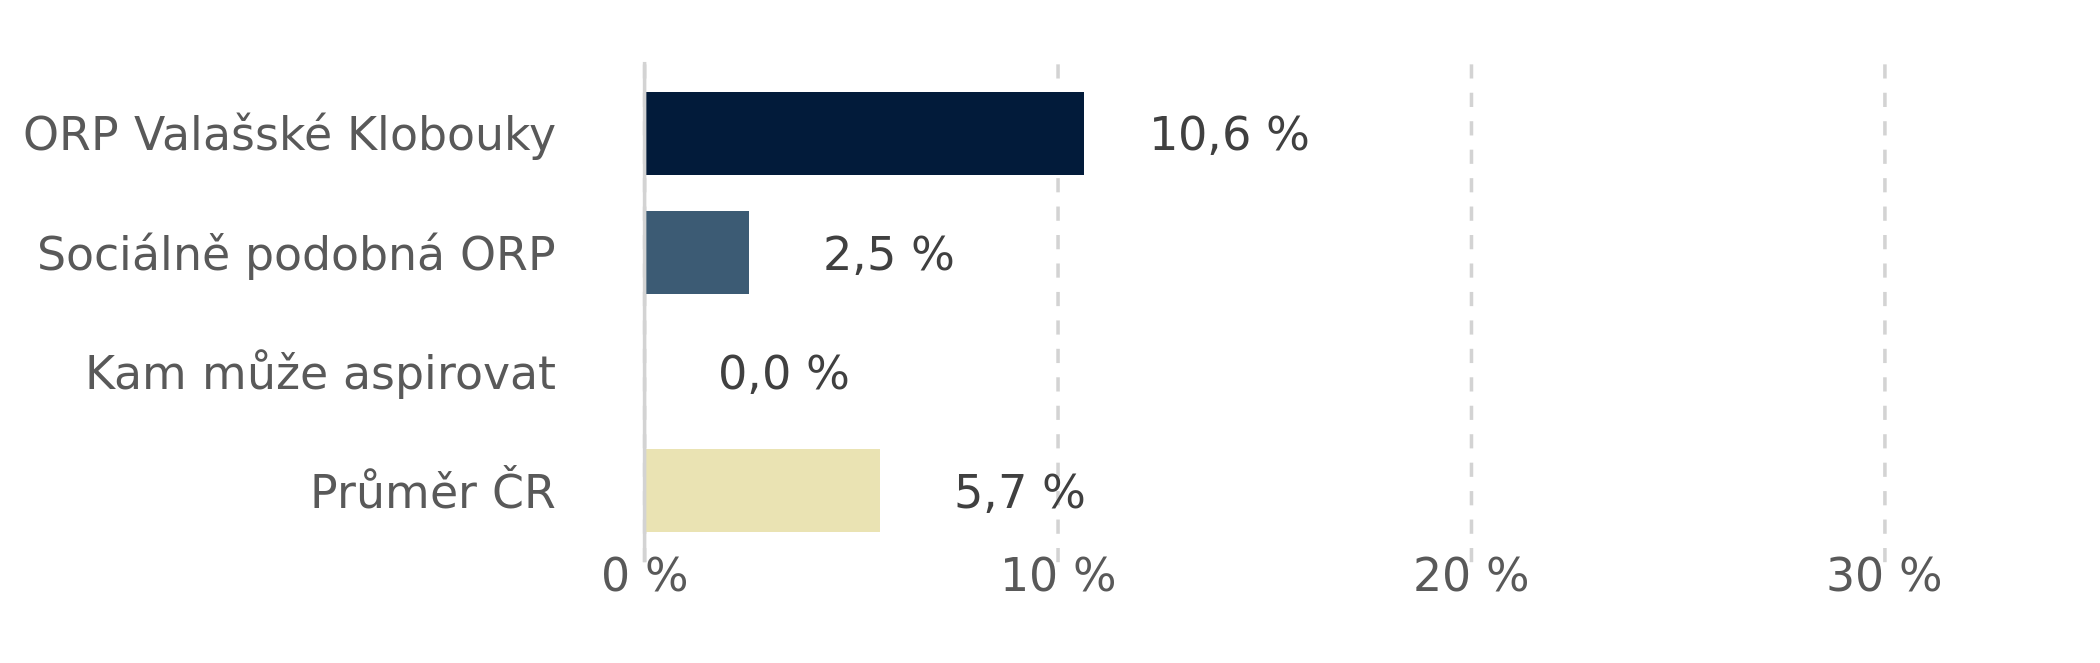 ORP Valašské Klobouky 10,6 %
Sociálně podobná ORP 2,5 %
Kam může aspirovat 0,0 %
Průměr ČR 5,7 %
0 % 10 % 20 % 30 %